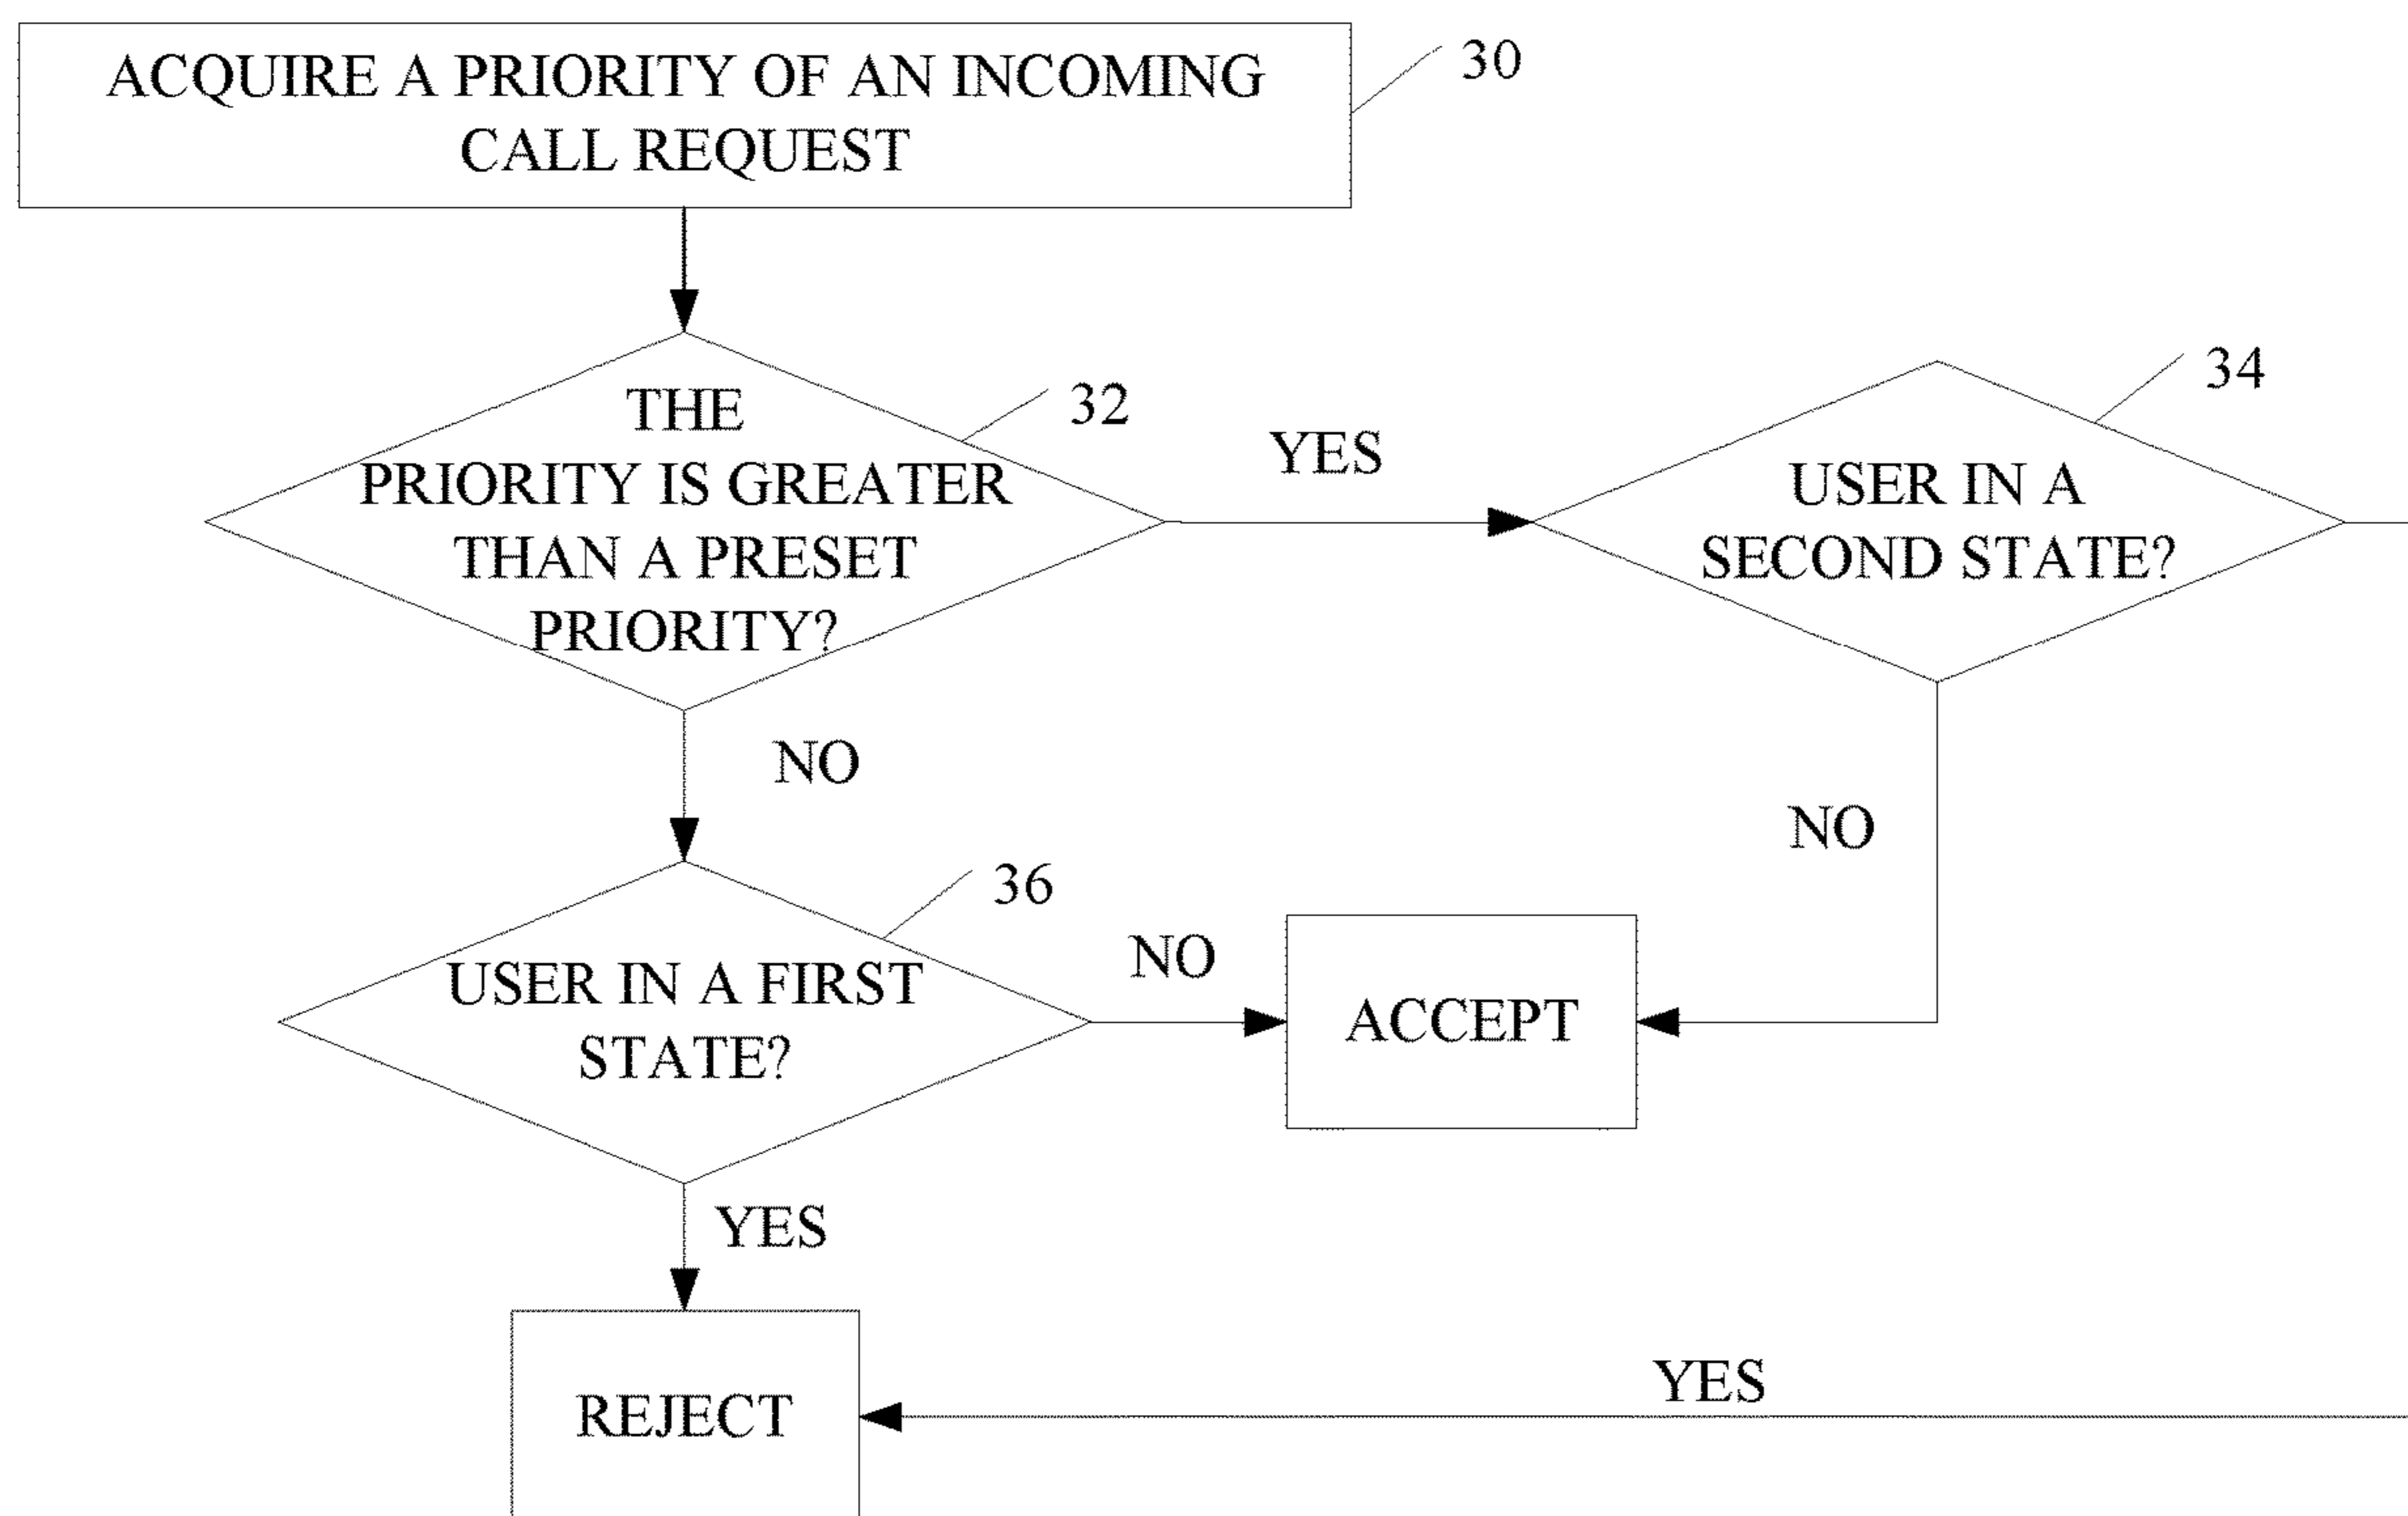 ACQUIRE A PRIORITY OF AN INCOMING
CALL REQUEST
30
THE
PRIORITY IS GREATER
THAN A PRESET
PRIORITY?
32
YES
USER IN A
SECOND STATE?
34
NO
NO
USER IN A FIRST
STATE?
36
NO
ACCEPT
YES
REJECT
YES